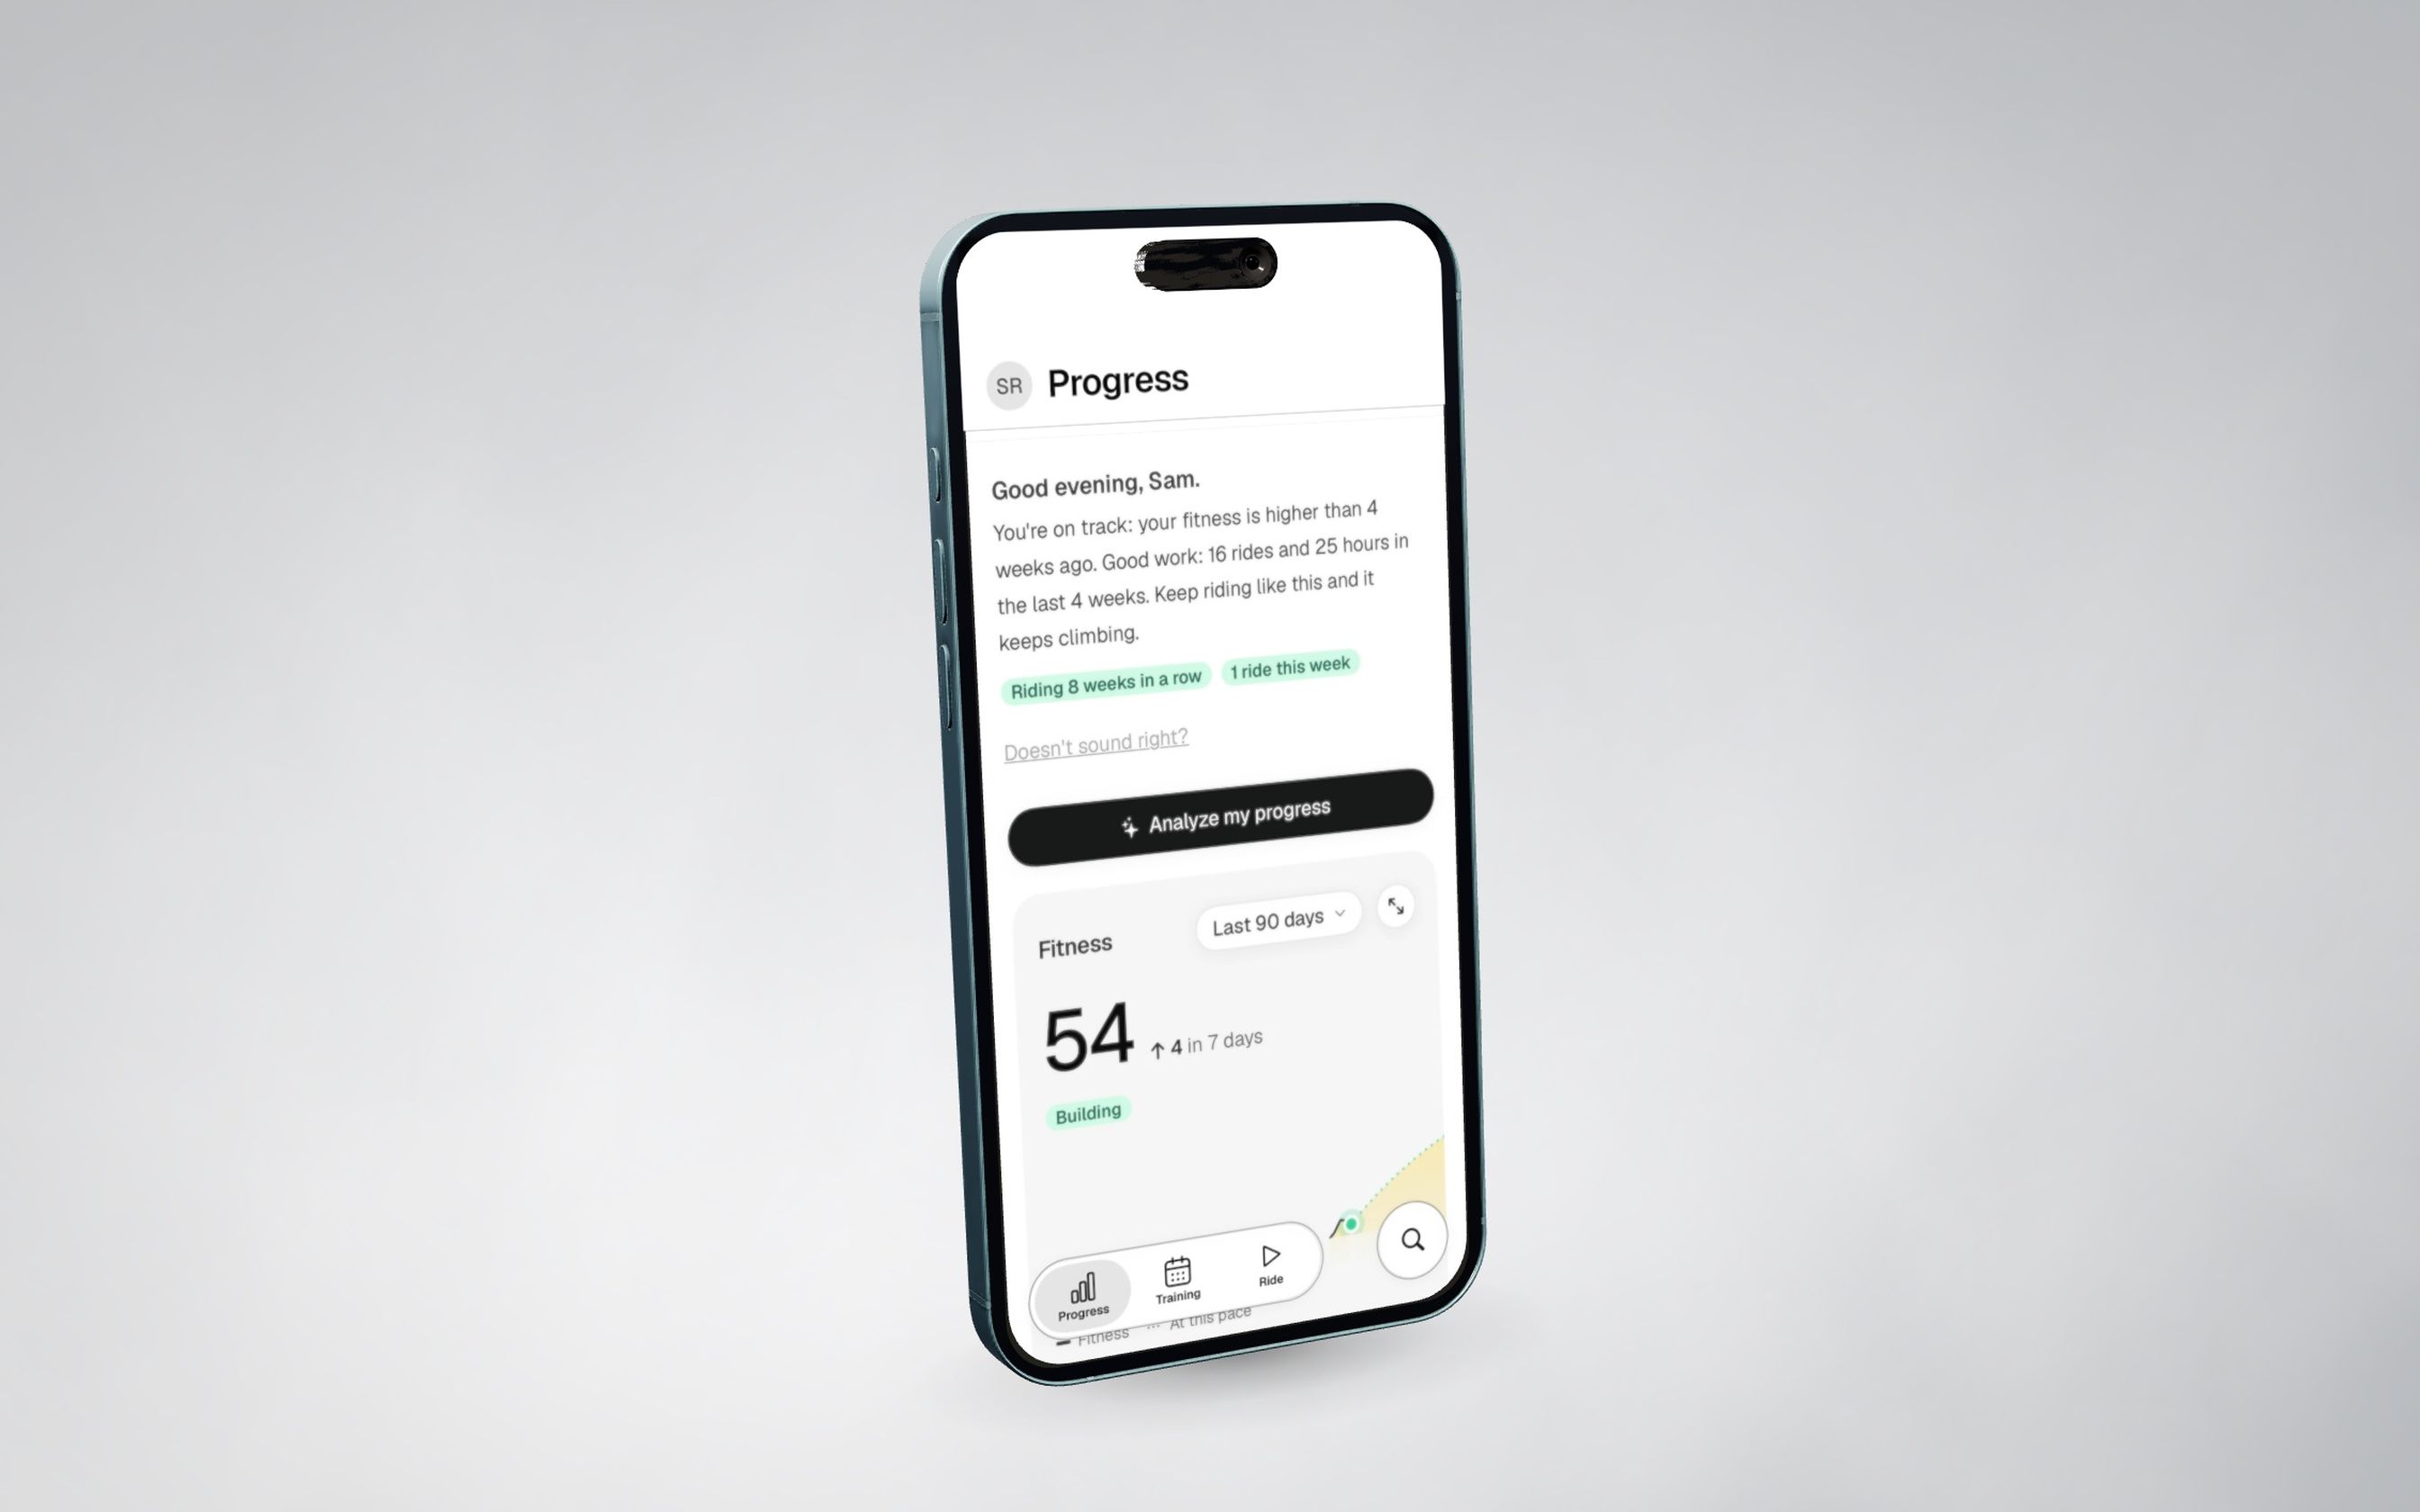 SR Progress
Good evening, Sam.
You're on track: your fitness is higher than 4
weeks ago. Good work: 16 rides and 25 hours in
the last 4 weeks. Keep riding like this and it
keeps climbing.
Riding 8 weeks in a row 1 ride this week
Doesn't sound right?
Analyze my progress
Fitness Last 90 days
54 ↑ 4 in 7 days
Building
Progress Training Ride
Fitness At this pace